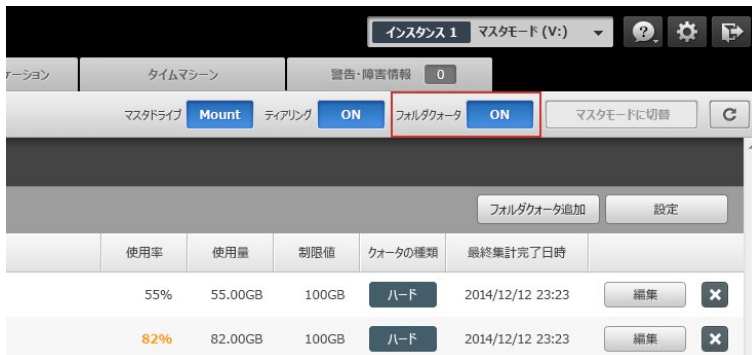 インスタンス 1 マスタモード (V:)
ケーション タイムマシーン 警告・障害情報 0
マスタドライブ Mount ティアリング ON フォルダクォータ ON マスタモードに切替
フォルダクォータ追加 設定
使用率 使用量 制限値 クォータの種類 最終集計完了日時
55% 55.00GB 100GB ハード 2014/12/12 23:23 編集
82% 82.00GB 100GB ハード 2014/12/12 23:23 編集